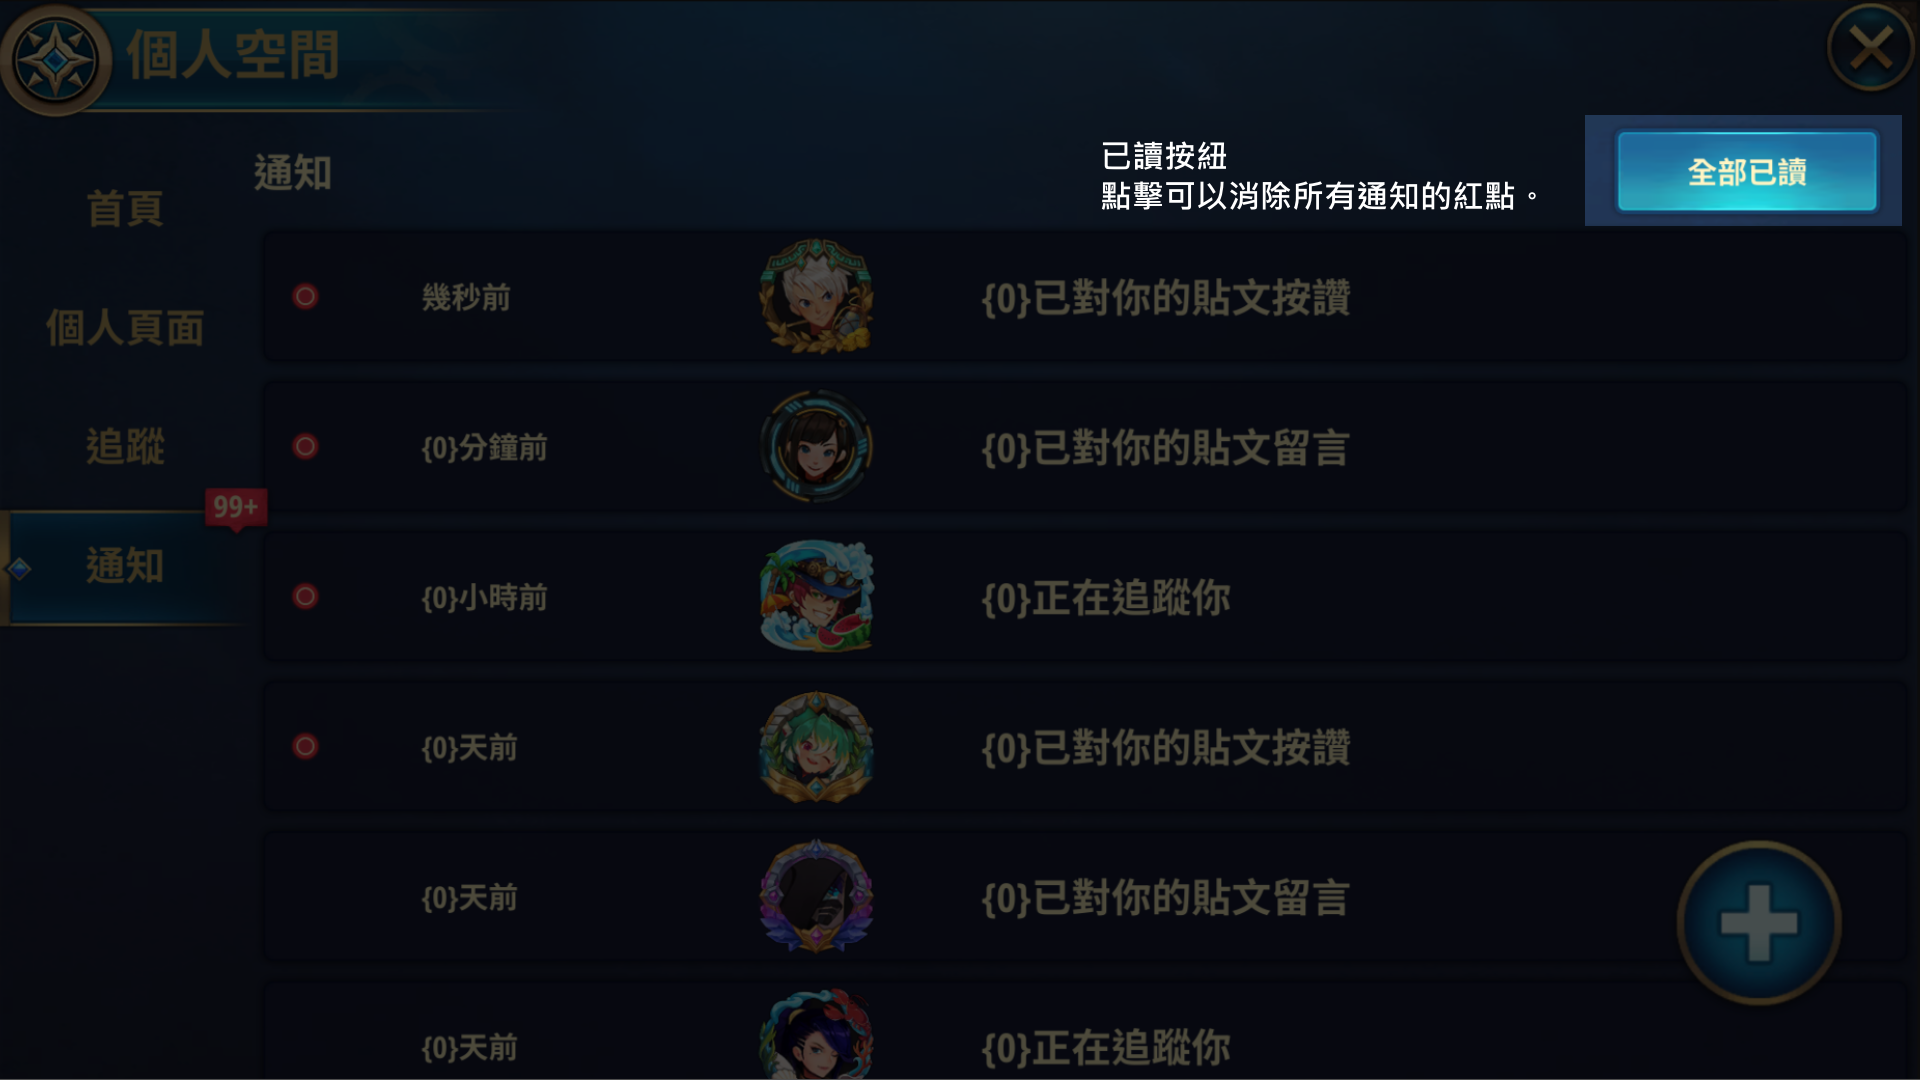 個人空間
通知
已讀按紐
點擊可以消除所有通知的紅點。
全部已讀
首頁
個人頁面
追蹤
99+
通知
幾秒前
{0}已對你的貼文按讚
{0}分鐘前
{0}已對你的貼文留言
{0}小時前
{0}正在追蹤你
{0}天前
{0}已對你的貼文按讚
{0}天前
{0}已對你的貼文留言
{0}天前
{0}正在追蹤你